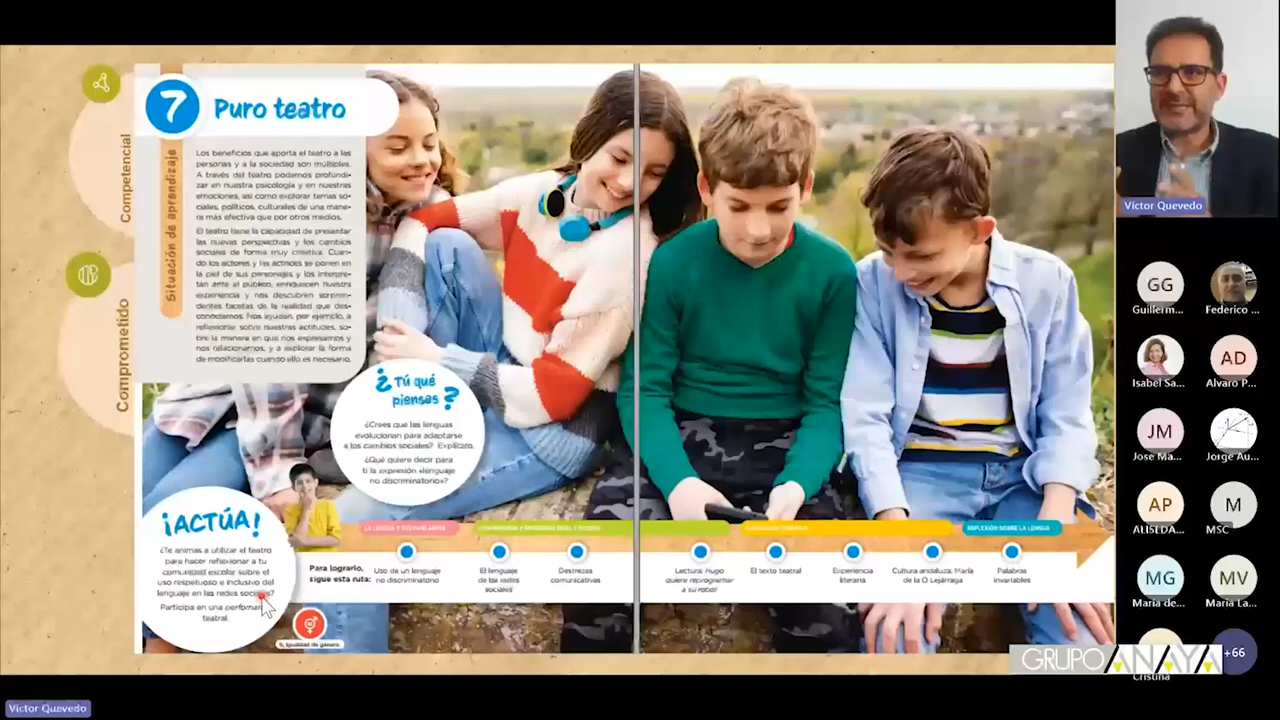 Competencial
Comprometido
7
Puro teatro
Situación de aprendizaje
Los beneficios que aporta el teatro a las
personas y a la sociedad son múltiples.
A través del teatro podemos profundi-
zar en nuestra psicología y en nuestras
emociones, así como explorar temas so-
ciales, políticos, culturales de una mane-
ra más efectiva que por otros medios.
El teatro tiene la capacidad de presentar
las nuevas perspectivas y los cambios
sociales de forma muy creativa. Cuan-
do los actores y las actrices se ponen en
la piel de sus personajes y los interpre-
tan ante el público, enriquecen nuestra
experiencia y nos descubren sorpren-
dentes facetas de la realidad que des-
conocíamos. Nos ayudan, por ejemplo, a
reflexionar sobre nuestras actitudes, so-
bre la manera en que nos expresamos y
nos relacionamos, y a explorar la forma
de modificarlas cuando ello es necesario.
¿Tú qué
piensas?
¿Crees que las lenguas
evolucionan para adaptarse
a los cambios sociales? Explícalo.
¿Qué quiere decir para
ti la expresión «lenguaje
no discriminatorio»?
¡ACTÚA!
¿Te animas a utilizar el teatro
para hacer reflexionar a tu
comunidad escolar sobre el
uso respetuoso e inclusivo del
lenguaje en las redes sociales?
Participa en una performance
teatral.
Para lograrlo,
sigue esta ruta:
LA LENGUA Y SUS HABLANTES
Uso de un lenguaje
no discriminatorio
El lenguaje
de las redes
sociales
Destrezas
comunicativas
Lectura: Hugo
quiere reprogramar
a su robot
El texto teatral
Experiencia
literaria
Cultura andaluza: María
de la O Lejárraga
REFLEXIÓN SOBRE LA LENGUA
Palabras
invariables
5. Igualdad de género
GRUPO ANAYA
Victor Quevedo
GG
Guillerm...
Federico ...
Isabel Sa...
AD
Alvaro P...
JM
Jose Ma...
Jorge Au...
AP
ALISEDA...
M
MSC
MG
Maria de...
MV
Maria La...
Cristina
+66
Victor Quevedo